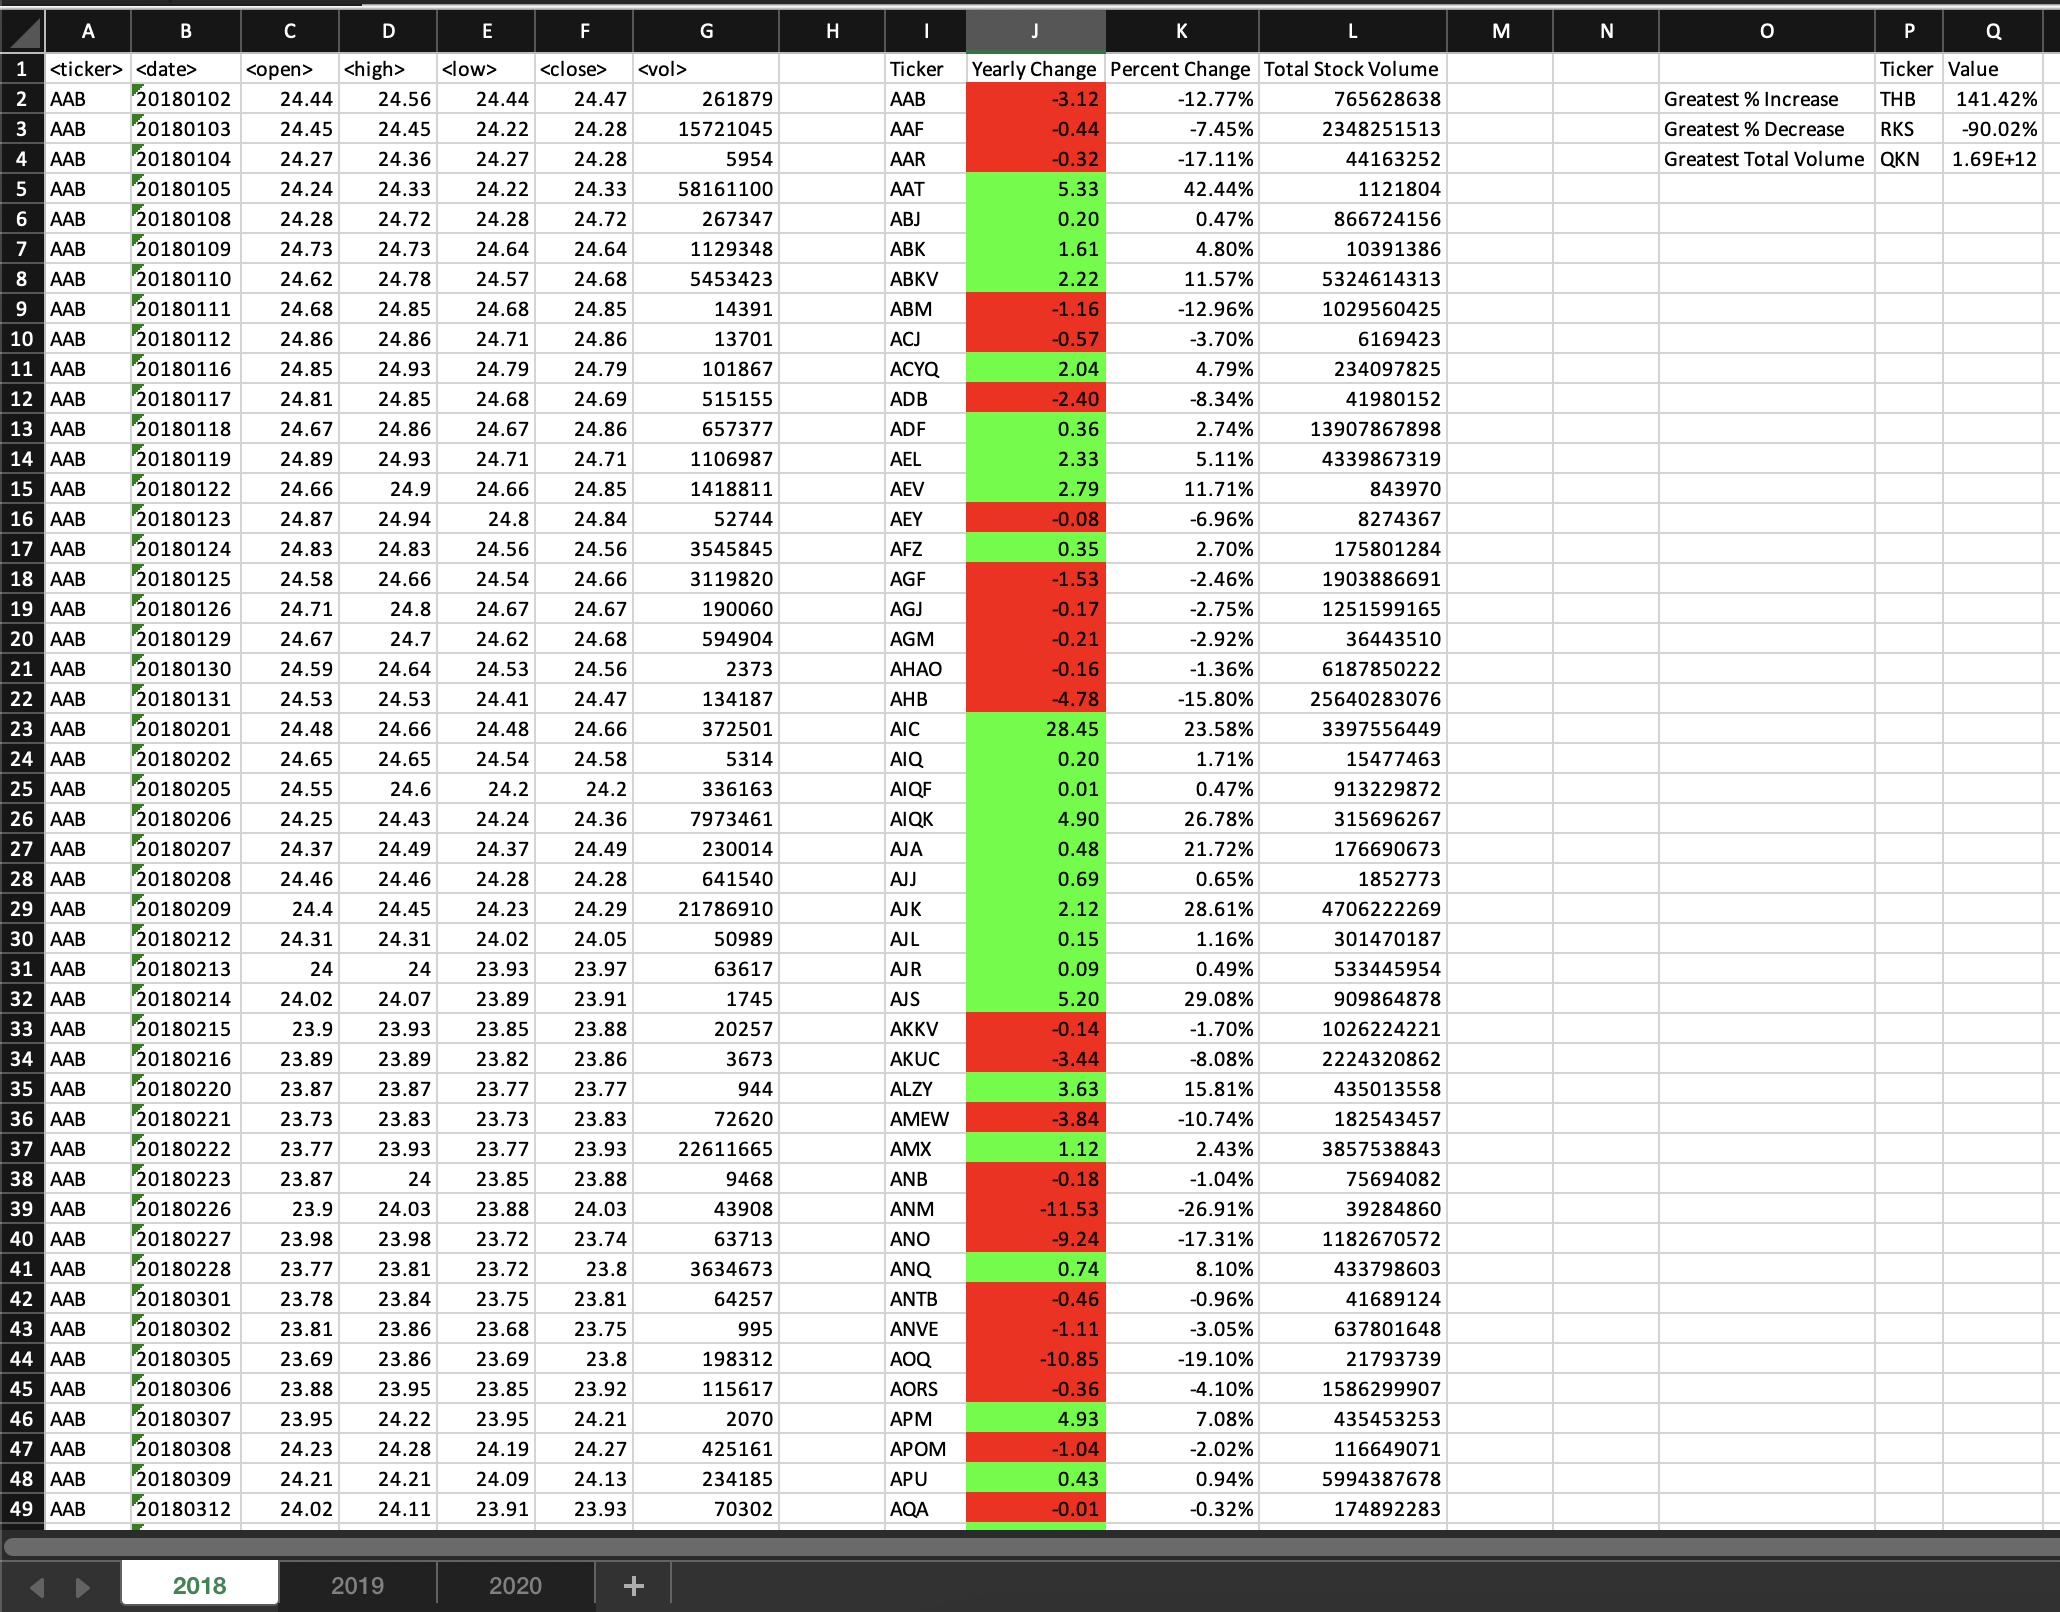 A B C D E F G H I J K L M N O P Q
1 <ticker> <date> <open> <high> <low> <close> <vol> Ticker Yearly Change Percent Change Total Stock Volume Ticker Value
2 AAB 20180102 24.44 24.56 24.44 24.47 261879 AAB -3.12 -12.77% 765628638 Greatest % Increase THB 141.42%
3 AAB 20180103 24.45 24.45 24.22 24.28 15721045 AAF -0.44 -7.45% 2348251513 Greatest % Decrease RKS -90.02%
4 AAB 20180104 24.27 24.36 24.27 24.28 5954 AAR -0.32 -17.11% 44163252 Greatest Total Volume QKN 1.69E+12
5 AAB 20180105 24.24 24.33 24.22 24.33 58161100 AAT 5.33 42.44% 1121804
6 AAB 20180108 24.28 24.72 24.28 24.72 267347 ABJ 0.20 0.47% 866724156
7 AAB 20180109 24.73 24.73 24.64 24.64 1129348 ABK 1.61 4.80% 10391386
8 AAB 20180110 24.62 24.78 24.57 24.68 5453423 ABKV 2.22 11.57% 5324614313
9 AAB 20180111 24.68 24.85 24.68 24.85 14391 ABM -1.16 -12.96% 1029560425
10 AAB 20180112 24.86 24.86 24.71 24.86 13701 ACJ -0.57 -3.70% 6169423
11 AAB 20180116 24.85 24.93 24.79 24.79 101867 ACYQ 2.04 4.79% 234097825
12 AAB 20180117 24.81 24.85 24.68 24.69 515155 ADB -2.40 -8.34% 41980152
13 AAB 20180118 24.67 24.86 24.67 24.86 657377 ADF 0.36 2.74% 13907867898
14 AAB 20180119 24.89 24.93 24.71 24.71 1106987 AEL 2.33 5.11% 4339867319
15 AAB 20180122 24.66 24.9 24.66 24.85 1418811 AEV 2.79 11.71% 843970
16 AAB 20180123 24.87 24.94 24.8 24.84 52744 AEY -0.08 -6.96% 8274367
17 AAB 20180124 24.83 24.83 24.56 24.56 3545845 AFZ 0.35 2.70% 175801284
18 AAB 20180125 24.58 24.66 24.54 24.66 3119820 AGF -1.53 -2.46% 1903886691
19 AAB 20180126 24.71 24.8 24.67 24.67 190060 AGJ -0.17 -2.75% 1251599165
20 AAB 20180129 24.67 24.7 24.62 24.68 594904 AGM -0.21 -2.92% 36443510
21 AAB 20180130 24.59 24.64 24.53 24.56 2373 AHAO -0.16 -1.36% 6187850222
22 AAB 20180131 24.53 24.53 24.41 24.47 134187 AHB -4.78 -15.80% 25640283076
23 AAB 20180201 24.48 24.66 24.48 24.66 372501 AIC 28.45 23.58% 3397556449
24 AAB 20180202 24.65 24.65 24.54 24.58 5314 AIQ 0.20 1.71% 15477463
25 AAB 20180205 24.55 24.6 24.2 24.2 336163 AIQF 0.01 0.47% 913229872
26 AAB 20180206 24.25 24.43 24.24 24.36 7973461 AIQK 4.90 26.78% 315696267
27 AAB 20180207 24.37 24.49 24.37 24.49 230014 AJA 0.48 21.72% 176690673
28 AAB 20180208 24.46 24.46 24.28 24.28 641540 AJJ 0.69 0.65% 1852773
29 AAB 20180209 24.4 24.45 24.23 24.29 21786910 AJK 2.12 28.61% 4706222269
30 AAB 20180212 24.31 24.31 24.02 24.05 50989 AJL 0.15 1.16% 301470187
31 AAB 20180213 24 24 23.93 23.97 63617 AJR 0.09 0.49% 533445954
32 AAB 20180214 24.02 24.07 23.89 23.91 1745 AJS 5.20 29.08% 909864878
33 AAB 20180215 23.9 23.93 23.85 23.88 20257 AKKV -0.14 -1.70% 1026224221
34 AAB 20180216 23.89 23.89 23.82 23.86 3673 AKUC -3.44 -8.08% 2224320862
35 AAB 20180220 23.87 23.87 23.77 23.77 944 ALZY 3.63 15.81% 435013558
36 AAB 20180221 23.73 23.83 23.73 23.83 72620 AMEW -3.84 -10.74% 182543457
37 AAB 20180222 23.77 23.93 23.77 23.93 22611665 AMX 1.12 2.43% 3857538843
38 AAB 20180223 23.87 24 23.85 23.88 9468 ANB -0.18 -1.04% 75694082
39 AAB 20180226 23.9 24.03 23.88 24.03 43908 ANM -11.53 -26.91% 39284860
40 AAB 20180227 23.98 23.98 23.72 23.74 63713 ANO -9.24 -17.31% 1182670572
41 AAB 20180228 23.77 23.81 23.72 23.8 3634673 ANQ 0.74 8.10% 433798603
42 AAB 20180301 23.78 23.84 23.75 23.81 64257 ANTB -0.46 -0.96% 41689124
43 AAB 20180302 23.81 23.86 23.68 23.75 995 ANVE -1.11 -3.05% 637801648
44 AAB 20180305 23.69 23.86 23.69 23.8 198312 AOQ -10.85 -19.10% 21793739
45 AAB 20180306 23.88 23.95 23.85 23.92 115617 AORS -0.36 -4.10% 1586299907
46 AAB 20180307 23.95 24.22 23.95 24.21 2070 APM 4.93 7.08% 435453253
47 AAB 20180308 24.23 24.28 24.19 24.27 425161 APOM -1.04 -2.02% 116649071
48 AAB 20180309 24.21 24.21 24.09 24.13 234185 APU 0.43 0.94% 5994387678
49 AAB 20180312 24.02 24.11 23.91 23.93 70302 AQA -0.01 -0.32% 174892283
2018 2019 2020 +